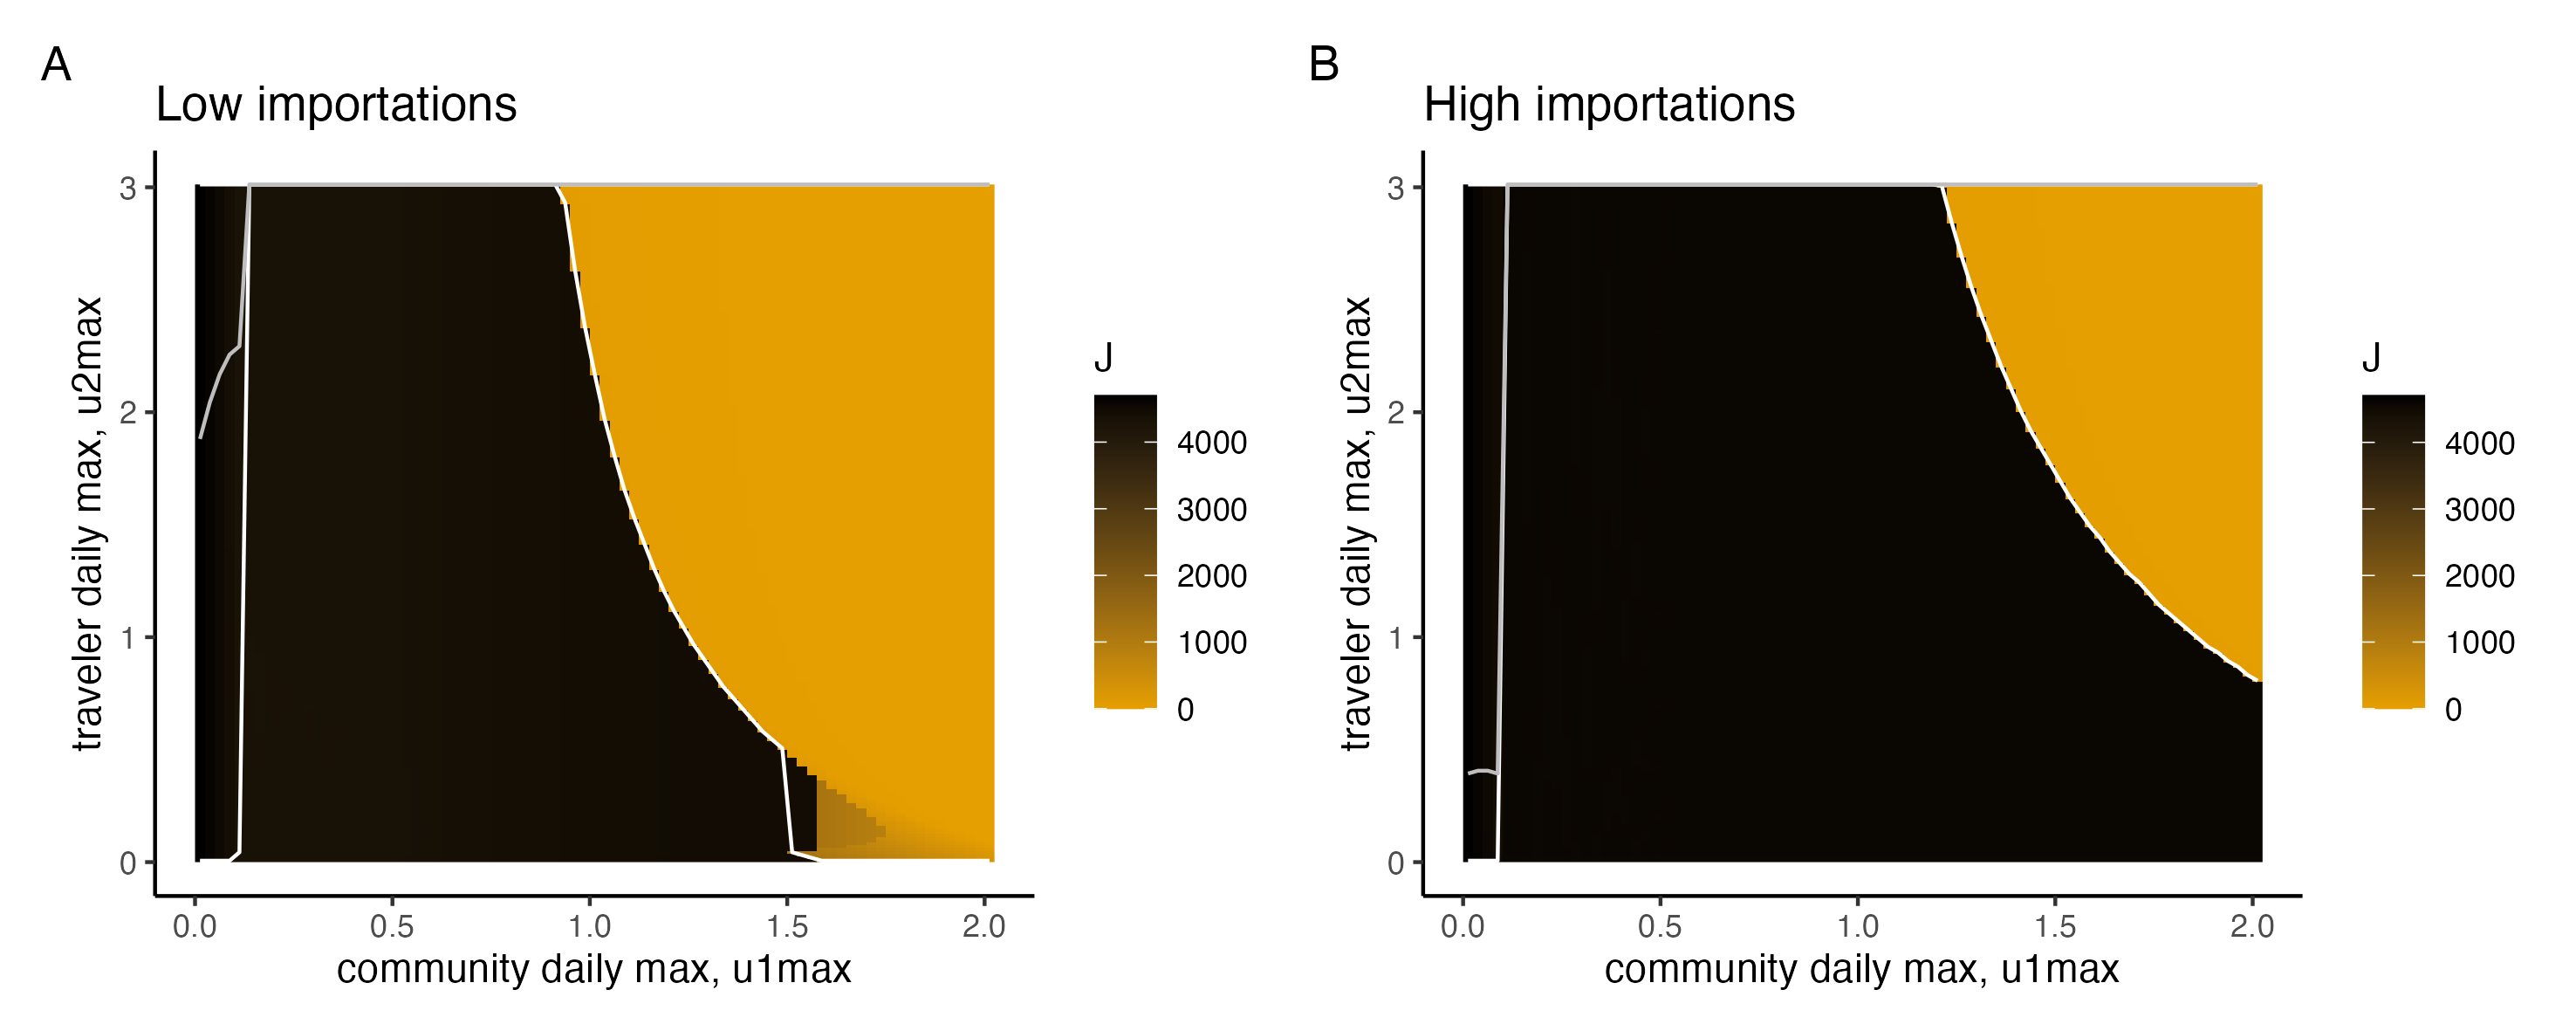 A
Low importations
traveler daily max, u2max
3
2
1
0
0.0 0.5 1.0 1.5 2.0
community daily max, u1max
J
4000
3000
2000
1000
0
B
High importations
traveler daily max, u2max
3
2
1
0
0.0 0.5 1.0 1.5 2.0
community daily max, u1max
J
4000
3000
2000
1000
0